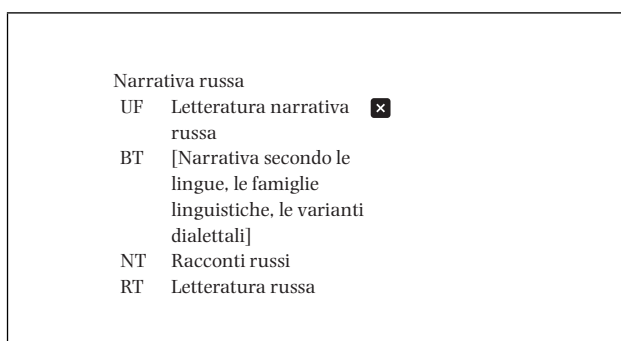 Narrativa russa
UF Letteratura narrativa
russa
BT [Narrativa secondo le
lingue, le famiglie
linguistiche, le varianti
dialettali]
NT Racconti russi
RT Letteratura russa